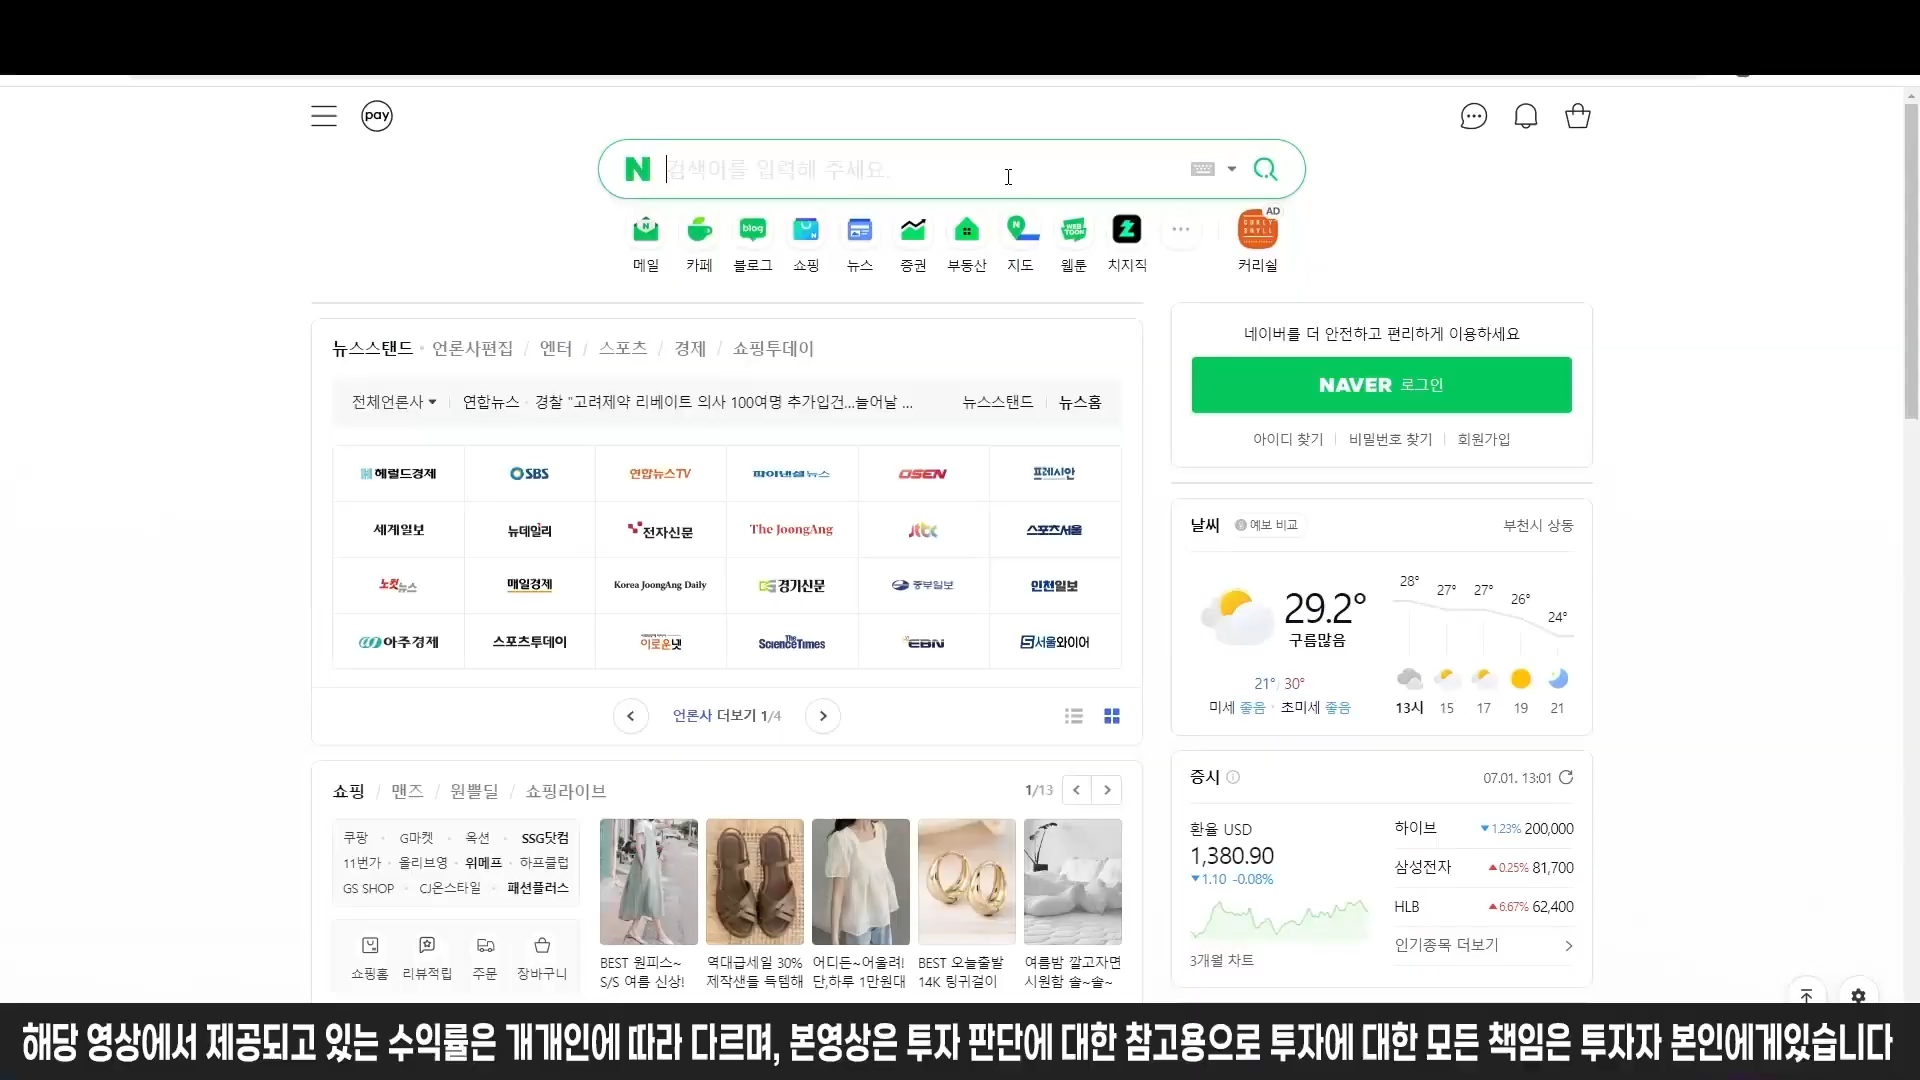 pay
N 검색어를 입력해 주세요.
AD
메일 카페 블로그 쇼핑 뉴스 증권 부동산 지도 웹툰 치지직 커리쉴
뉴스스탠드 · 언론사편집 / 엔터 / 스포츠 / 경제 / 쇼핑투데이
전체언론사 연합뉴스 · 경찰 "고려제약 리베이트 의사 100여명 추가입건...늘어날 ... 뉴스스탠드 뉴스홈
헤럴드경제 SBS 연합뉴스TV 파이낸셜뉴스 OSEN 프레시안
세계일보 뉴데일리 전자신문 The JoongAng jtbc 스포츠서울
노컷뉴스 매일경제 Korea JoongAng Daily 경기신문 중부일보 인천일보
아주경제 스포츠투데이 이로운넷 The ScienceTimes EBN 서울와이어
언론사 더보기 1/4
쇼핑 / 맨즈 / 원쁠딜 / 쇼핑라이브
1/13
쿠팡 · G마켓 · 옥션 · SSG닷컴
11번가 · 올리브영 · 위메프 · 하프클럽
GS SHOP · CJ온스타일 · 패션플러스
쇼핑홈 리뷰적립 주문 장바구니
BEST 원피스~
S/S 여름 신상!
역대급세일 30%
제작샌들 득템해
어디든~어울려!
단,하루 1만원대
BEST 오늘출발
14K 링귀걸이
여름밤 깔고자면
시원함 솔~솔~
네이버를 더 안전하고 편리하게 이용하세요
NAVER 로그인
아이디 찾기 비밀번호 찾기 회원가입
날씨 예보 비교 부천시 상동
29.2°
구름많음
21°/ 30°
미세 좋음 · 초미세 좋음
28° 27° 27° 26° 24°
13시 15 17 19 21
증시 07.01. 13:01
환율 USD
1,380.90
▼1.10 -0.08%
3개월 차트
하이브 ▼1.23% 200,000
삼성전자 ▲0.25% 81,700
HLB ▲6.67% 62,400
인기종목 더보기
해당 영상에서 제공되고 있는 수익률은 개개인에 따라 다르며, 본영상은 투자 판단에 대한 참고용으로 투자에 대한 모든 책임은 투자자 본인에게있습니다